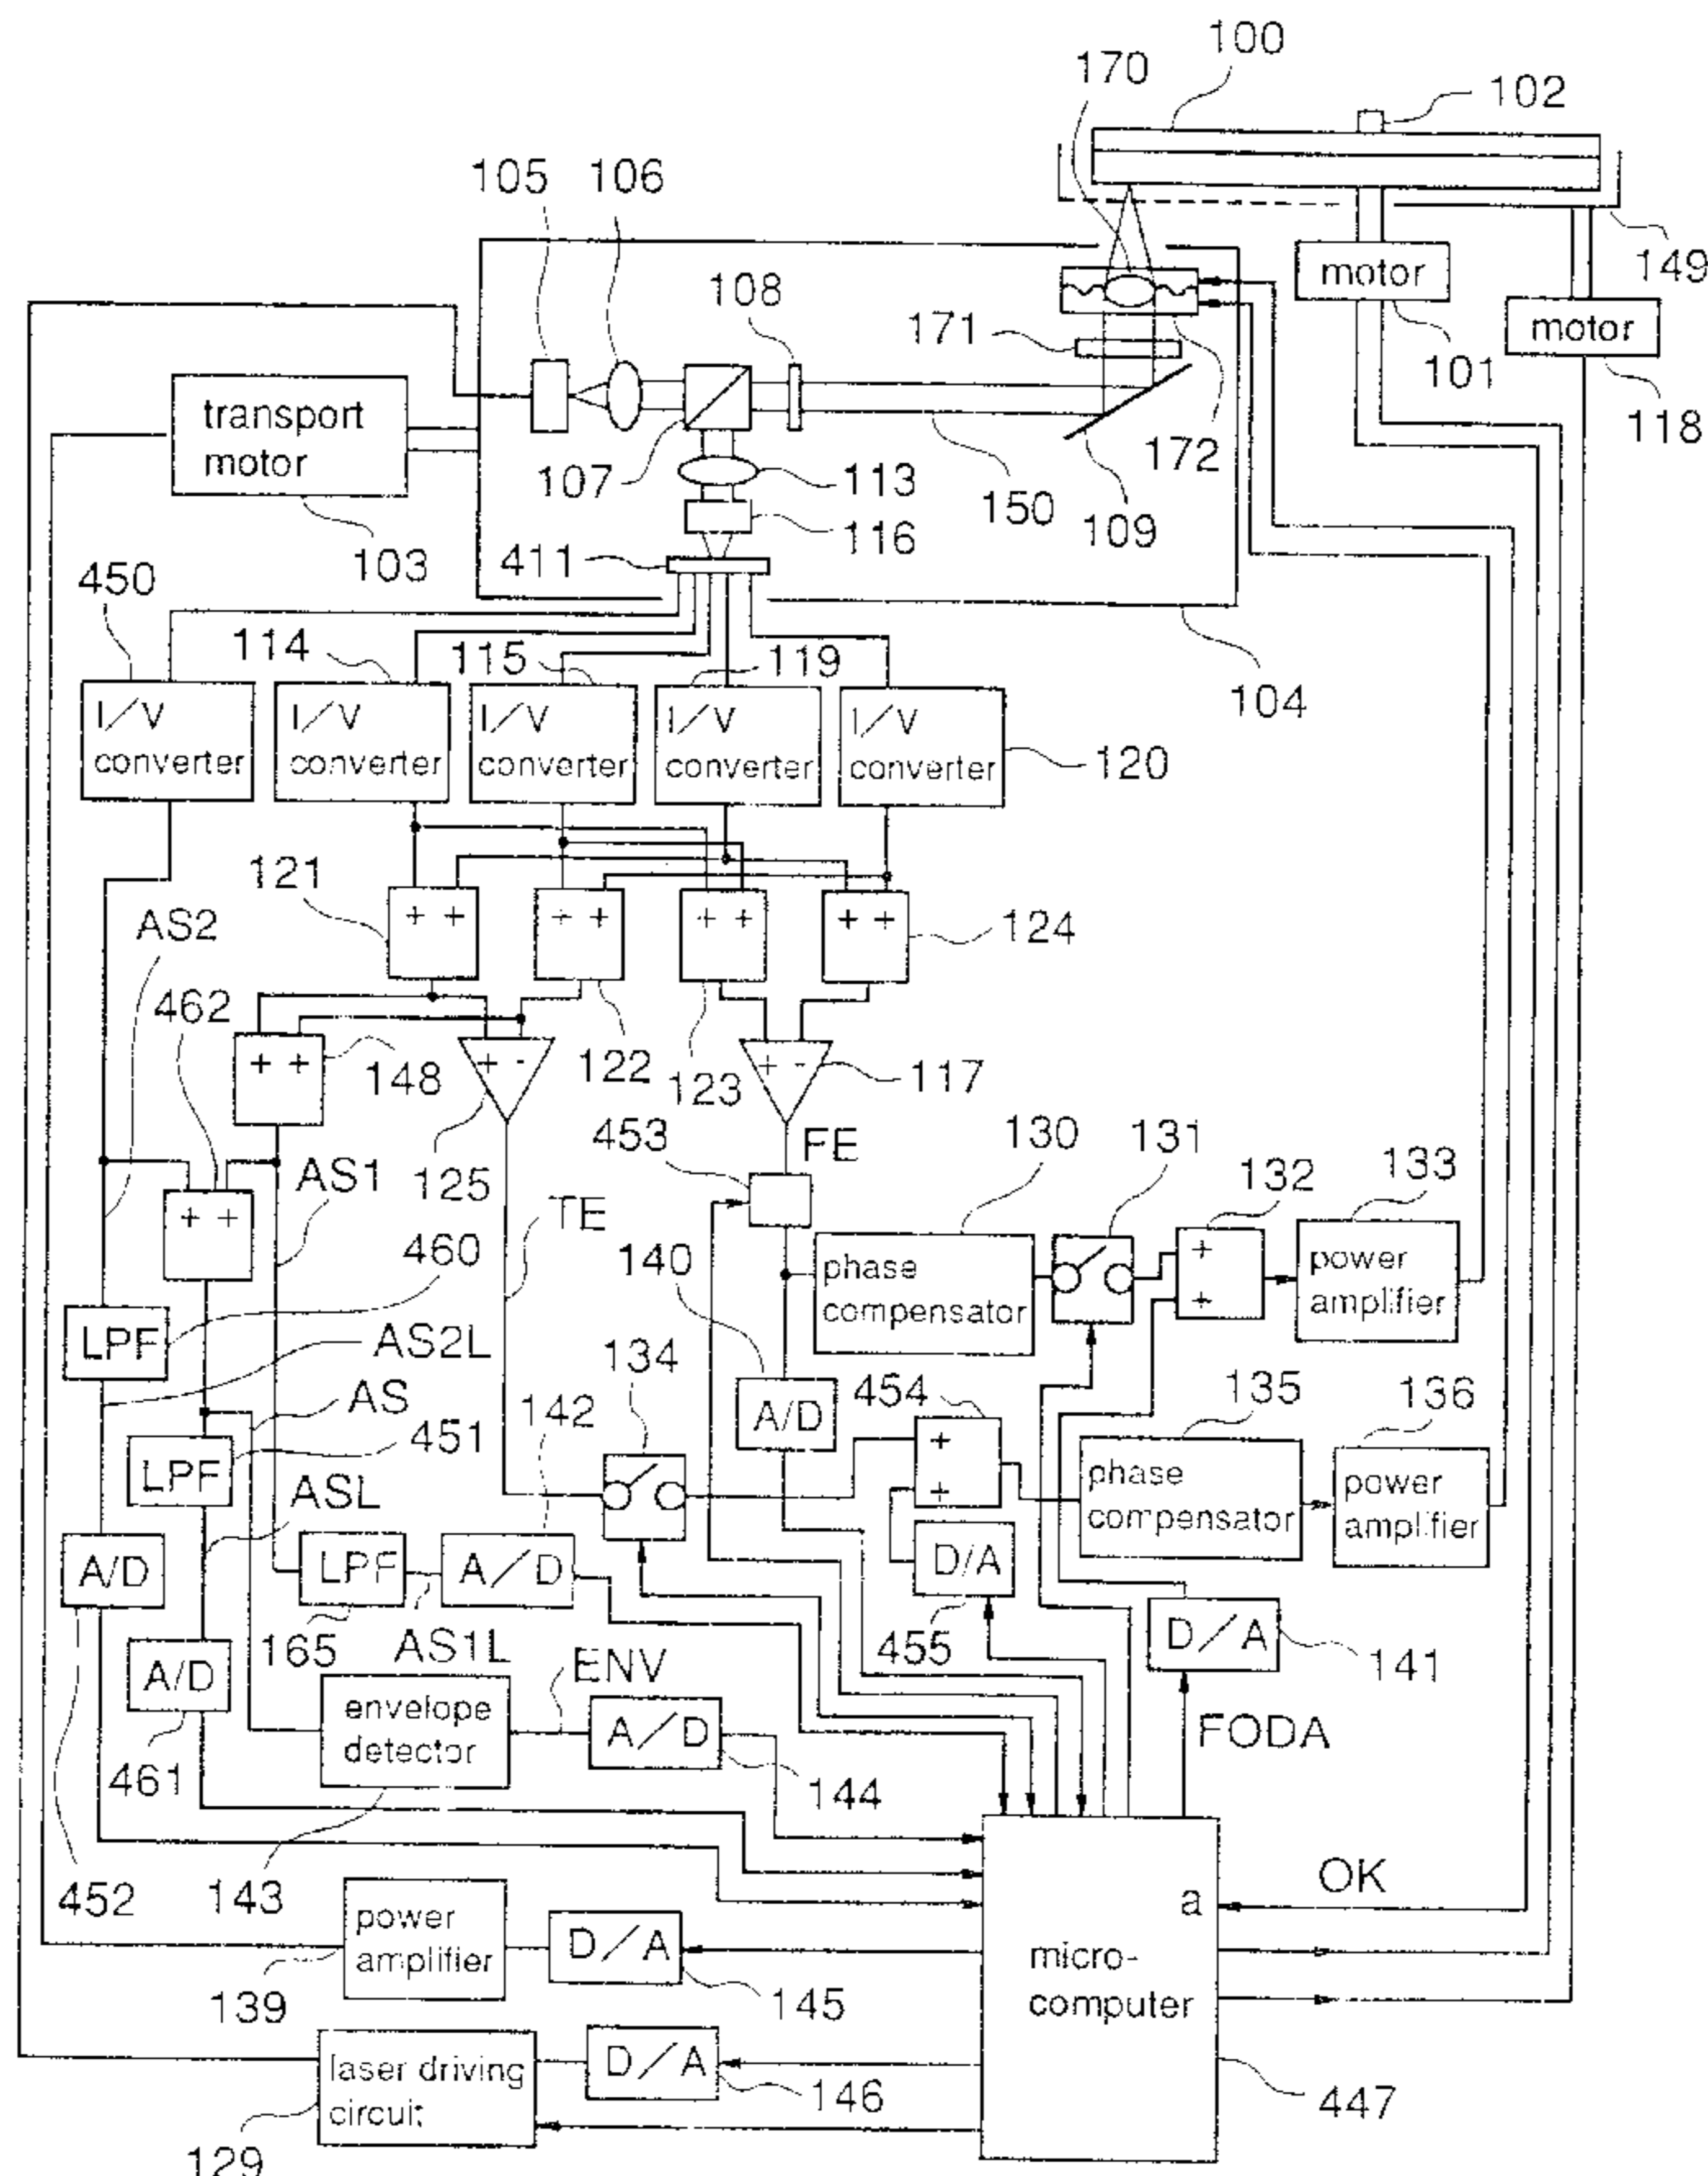 100
170
102
105
106
149
108
motor
171
motor
101
transport
motor
118
172
107
113
150
109
116
411
103
450
114
115
119
104
I/V
converter
I/V
converter
I/V
converter
I/V
converter
I/V
converter
120
121
+ +
+ +
+ +
+ +
124
AS2
462
+ +
148
+ -
122
123
+ -
117
453
FE
130
131
132
133
125
AS1
+ +
TE
460
140
phase
compensator
+
+
power
amplifier
LPF
AS2L
134
454
135
136
AS
142
A/D
451
LPF
+
+
phase
compensator
power
amplifier
ASL
A/D
LPF
A/D
D/A
165
AS1L
455
D/A
141
A/D
ENV
envelope
detector
A/D
FODA
461
144
452
143
OK
a
power
amplifier
D/A
micro-
computer
139
145
laser driving
circuit
D/A
146
447
129